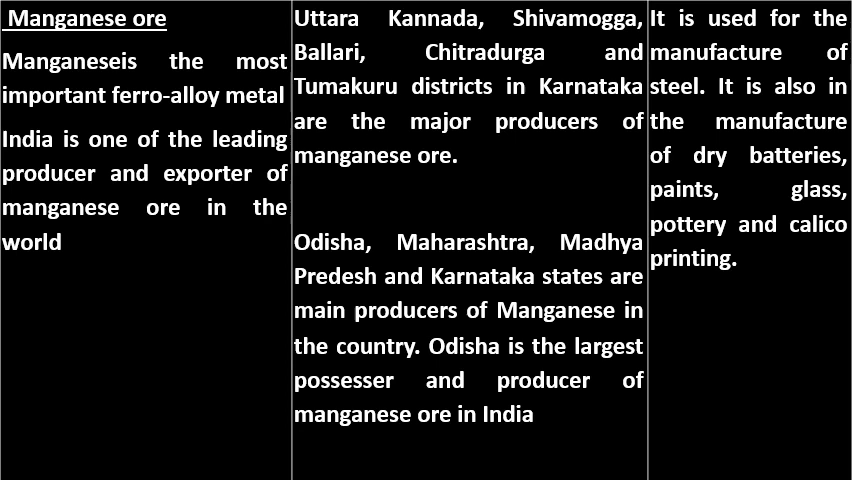 Manganese ore
Manganeseis the most
important ferro-alloy metal
India is one of the leading
producer and exporter of
manganese ore in the
world
Uttara Kannada, Shivamogga,
Ballari, Chitradurga and
Tumakuru districts in Karnataka
are the major producers of
manganese ore.
Odisha, Maharashtra, Madhya
Predesh and Karnataka states are
main producers of Manganese in
the country. Odisha is the largest
possesser and producer of
manganese ore in India
It is used for the
manufacture of
steel. It is also in
the manufacture
of dry batteries,
paints, glass,
pottery and calico
printing.